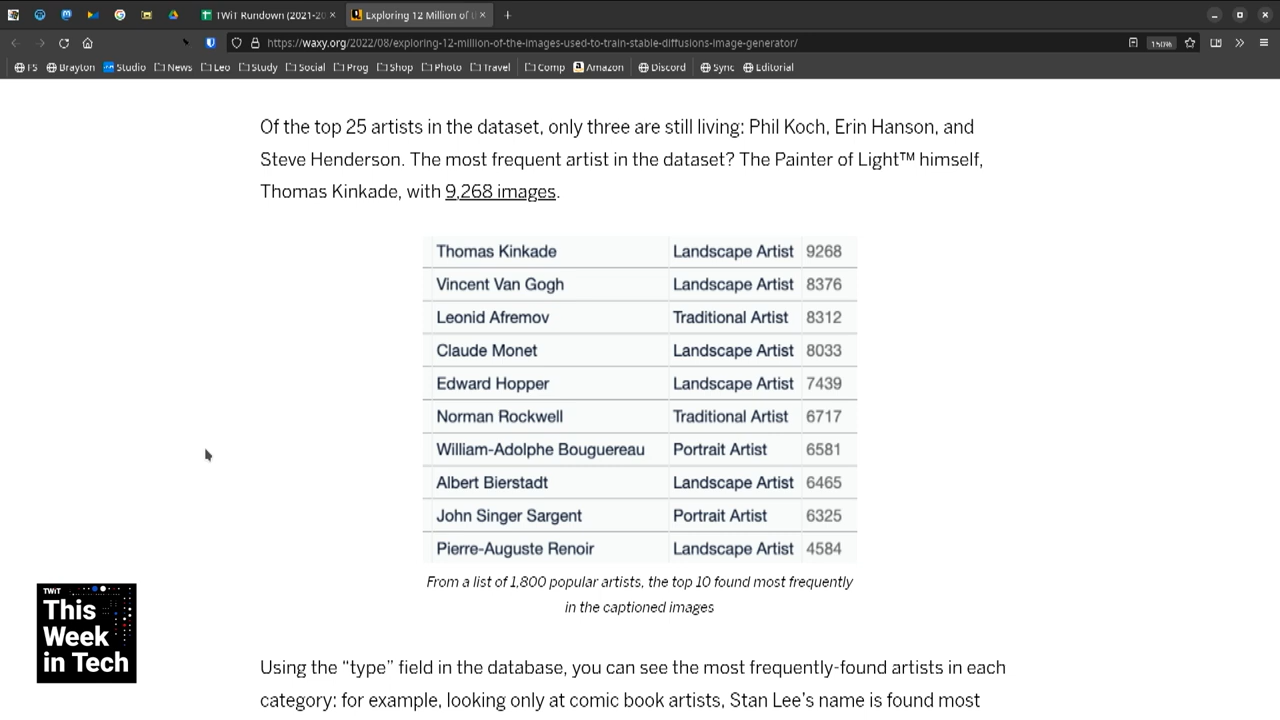 TWiT Rundown (2021-20
Exploring 12 Million of t
https://waxy.org/2022/08/exploring-12-million-of-the-images-used-to-train-stable-diffusions-image-generator/
150%
FS Brayton Studio News Leo Study Social Prog Shop Photo Travel Comp Amazon Discord Sync Editorial
Of the top 25 artists in the dataset, only three are still living: Phil Koch, Erin Hanson, and
Steve Henderson. The most frequent artist in the dataset? The Painter of Light™ himself,
Thomas Kinkade, with 9,268 images.
Thomas Kinkade Landscape Artist 9268
Vincent Van Gogh Landscape Artist 8376
Leonid Afremov Traditional Artist 8312
Claude Monet Landscape Artist 8033
Edward Hopper Landscape Artist 7439
Norman Rockwell Traditional Artist 6717
William-Adolphe Bouguereau Portrait Artist 6581
Albert Bierstadt Landscape Artist 6465
John Singer Sargent Portrait Artist 6325
Pierre-Auguste Renoir Landscape Artist 4584
From a list of 1,800 popular artists, the top 10 found most frequently
in the captioned images
TWiT
This
Week
in Tech
Using the “type” field in the database, you can see the most frequently-found artists in each
category: for example, looking only at comic book artists, Stan Lee’s name is found most